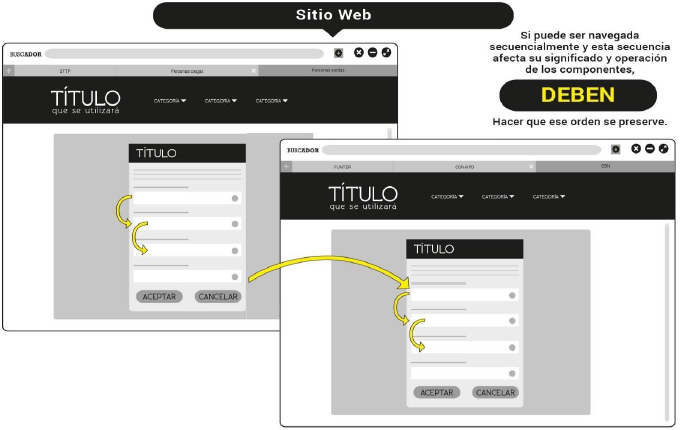 Sitio Web
Si puede ser navegada
secuencialmente y esta secuencia
afecta su significado y operación
de los componentes,
DEBEN
Hacer que ese orden se preserve.
BUSCADOR
Personas ciegas
Personas sordas
TÍTULO
que se utilizará
CATEGORÍA CATEGORÍA CATEGORÍA
TÍTULO
ACEPTAR CANCELAR
BUSCADOR
TÍTULO
que se utilizará
CATEGORÍA CATEGORÍA CATEGORÍA
TÍTULO
ACEPTAR CANCELAR